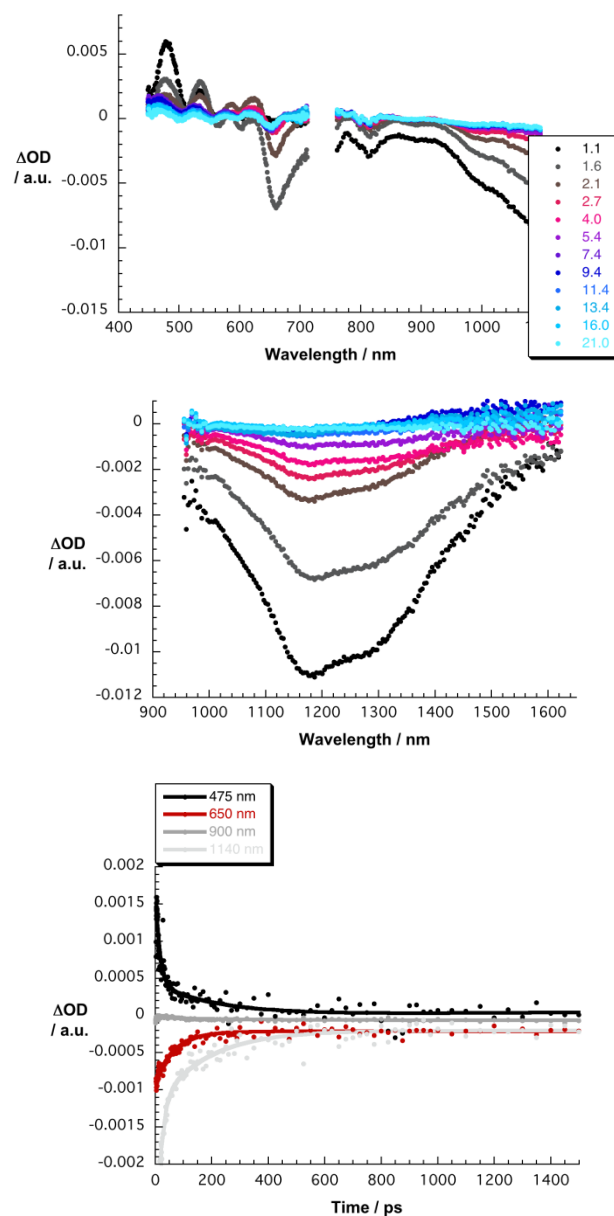 0.005
0
-0.005
-0.01
-0.015
ΔOD
/ a.u.
400 500 600 700 800 900 1000
Wavelength / nm
1.1
1.6
2.1
2.7
4.0
5.4
7.4
9.4
11.4
13.4
16.0
21.0
0
-0.002
-0.004
-0.006
-0.008
-0.01
-0.012
ΔOD
/ a.u.
900 1000 1100 1200 1300 1400 1500 1600
Wavelength / nm
475 nm
650 nm
900 nm
1140 nm
0.002
0.0015
0.001
0.0005
0
-0.0005
-0.001
-0.0015
-0.002
ΔOD
/ a.u.
0 200 400 600 800 1000 1200 1400
Time / ps